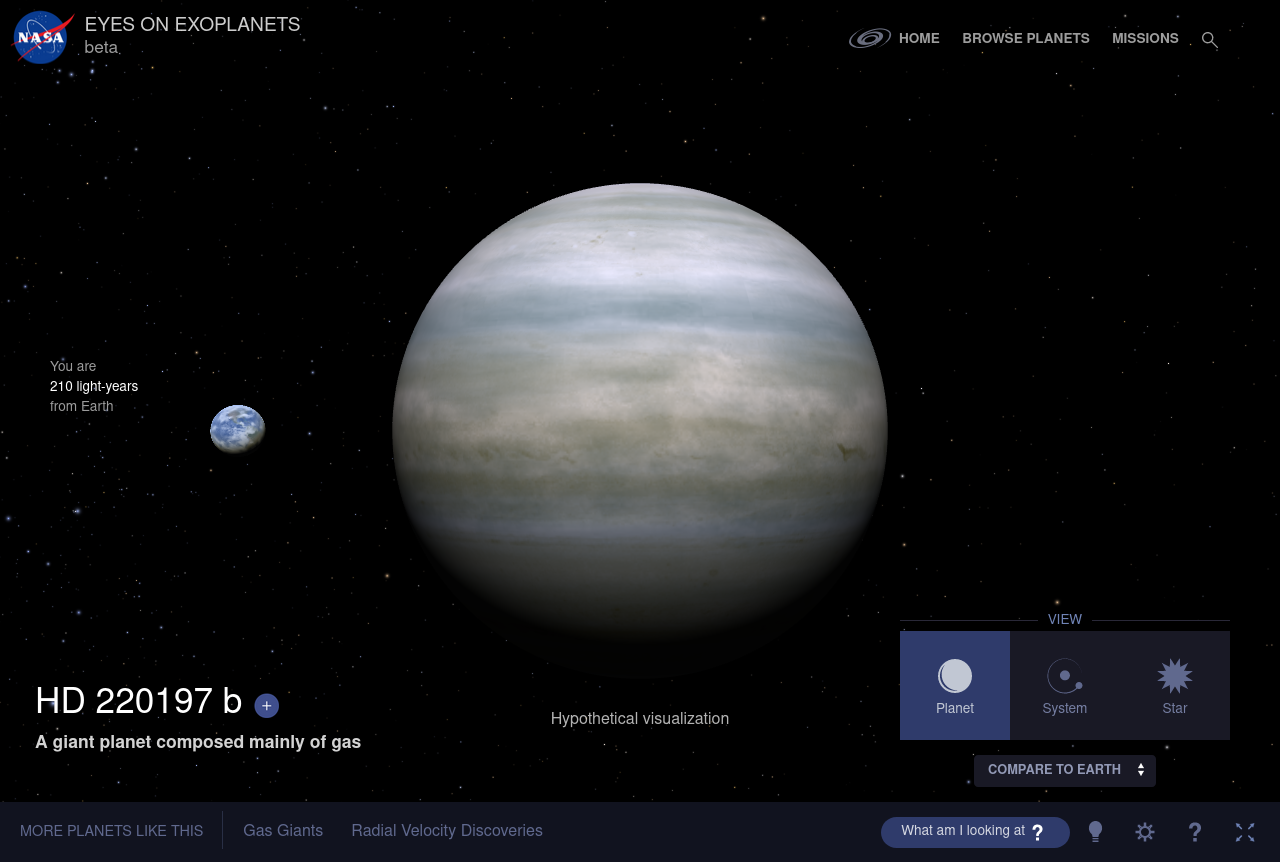 NASA
EYES ON EXOPLANETS
beta
HOME
BROWSE PLANETS
MISSIONS
You are
210 light-years
from Earth
VIEW
Planet
System
Star
HD 220197 b +
A giant planet composed mainly of gas
Hypothetical visualization
COMPARE TO EARTH
MORE PLANETS LIKE THIS
Gas Giants
Radial Velocity Discoveries
What am I looking at ?
?